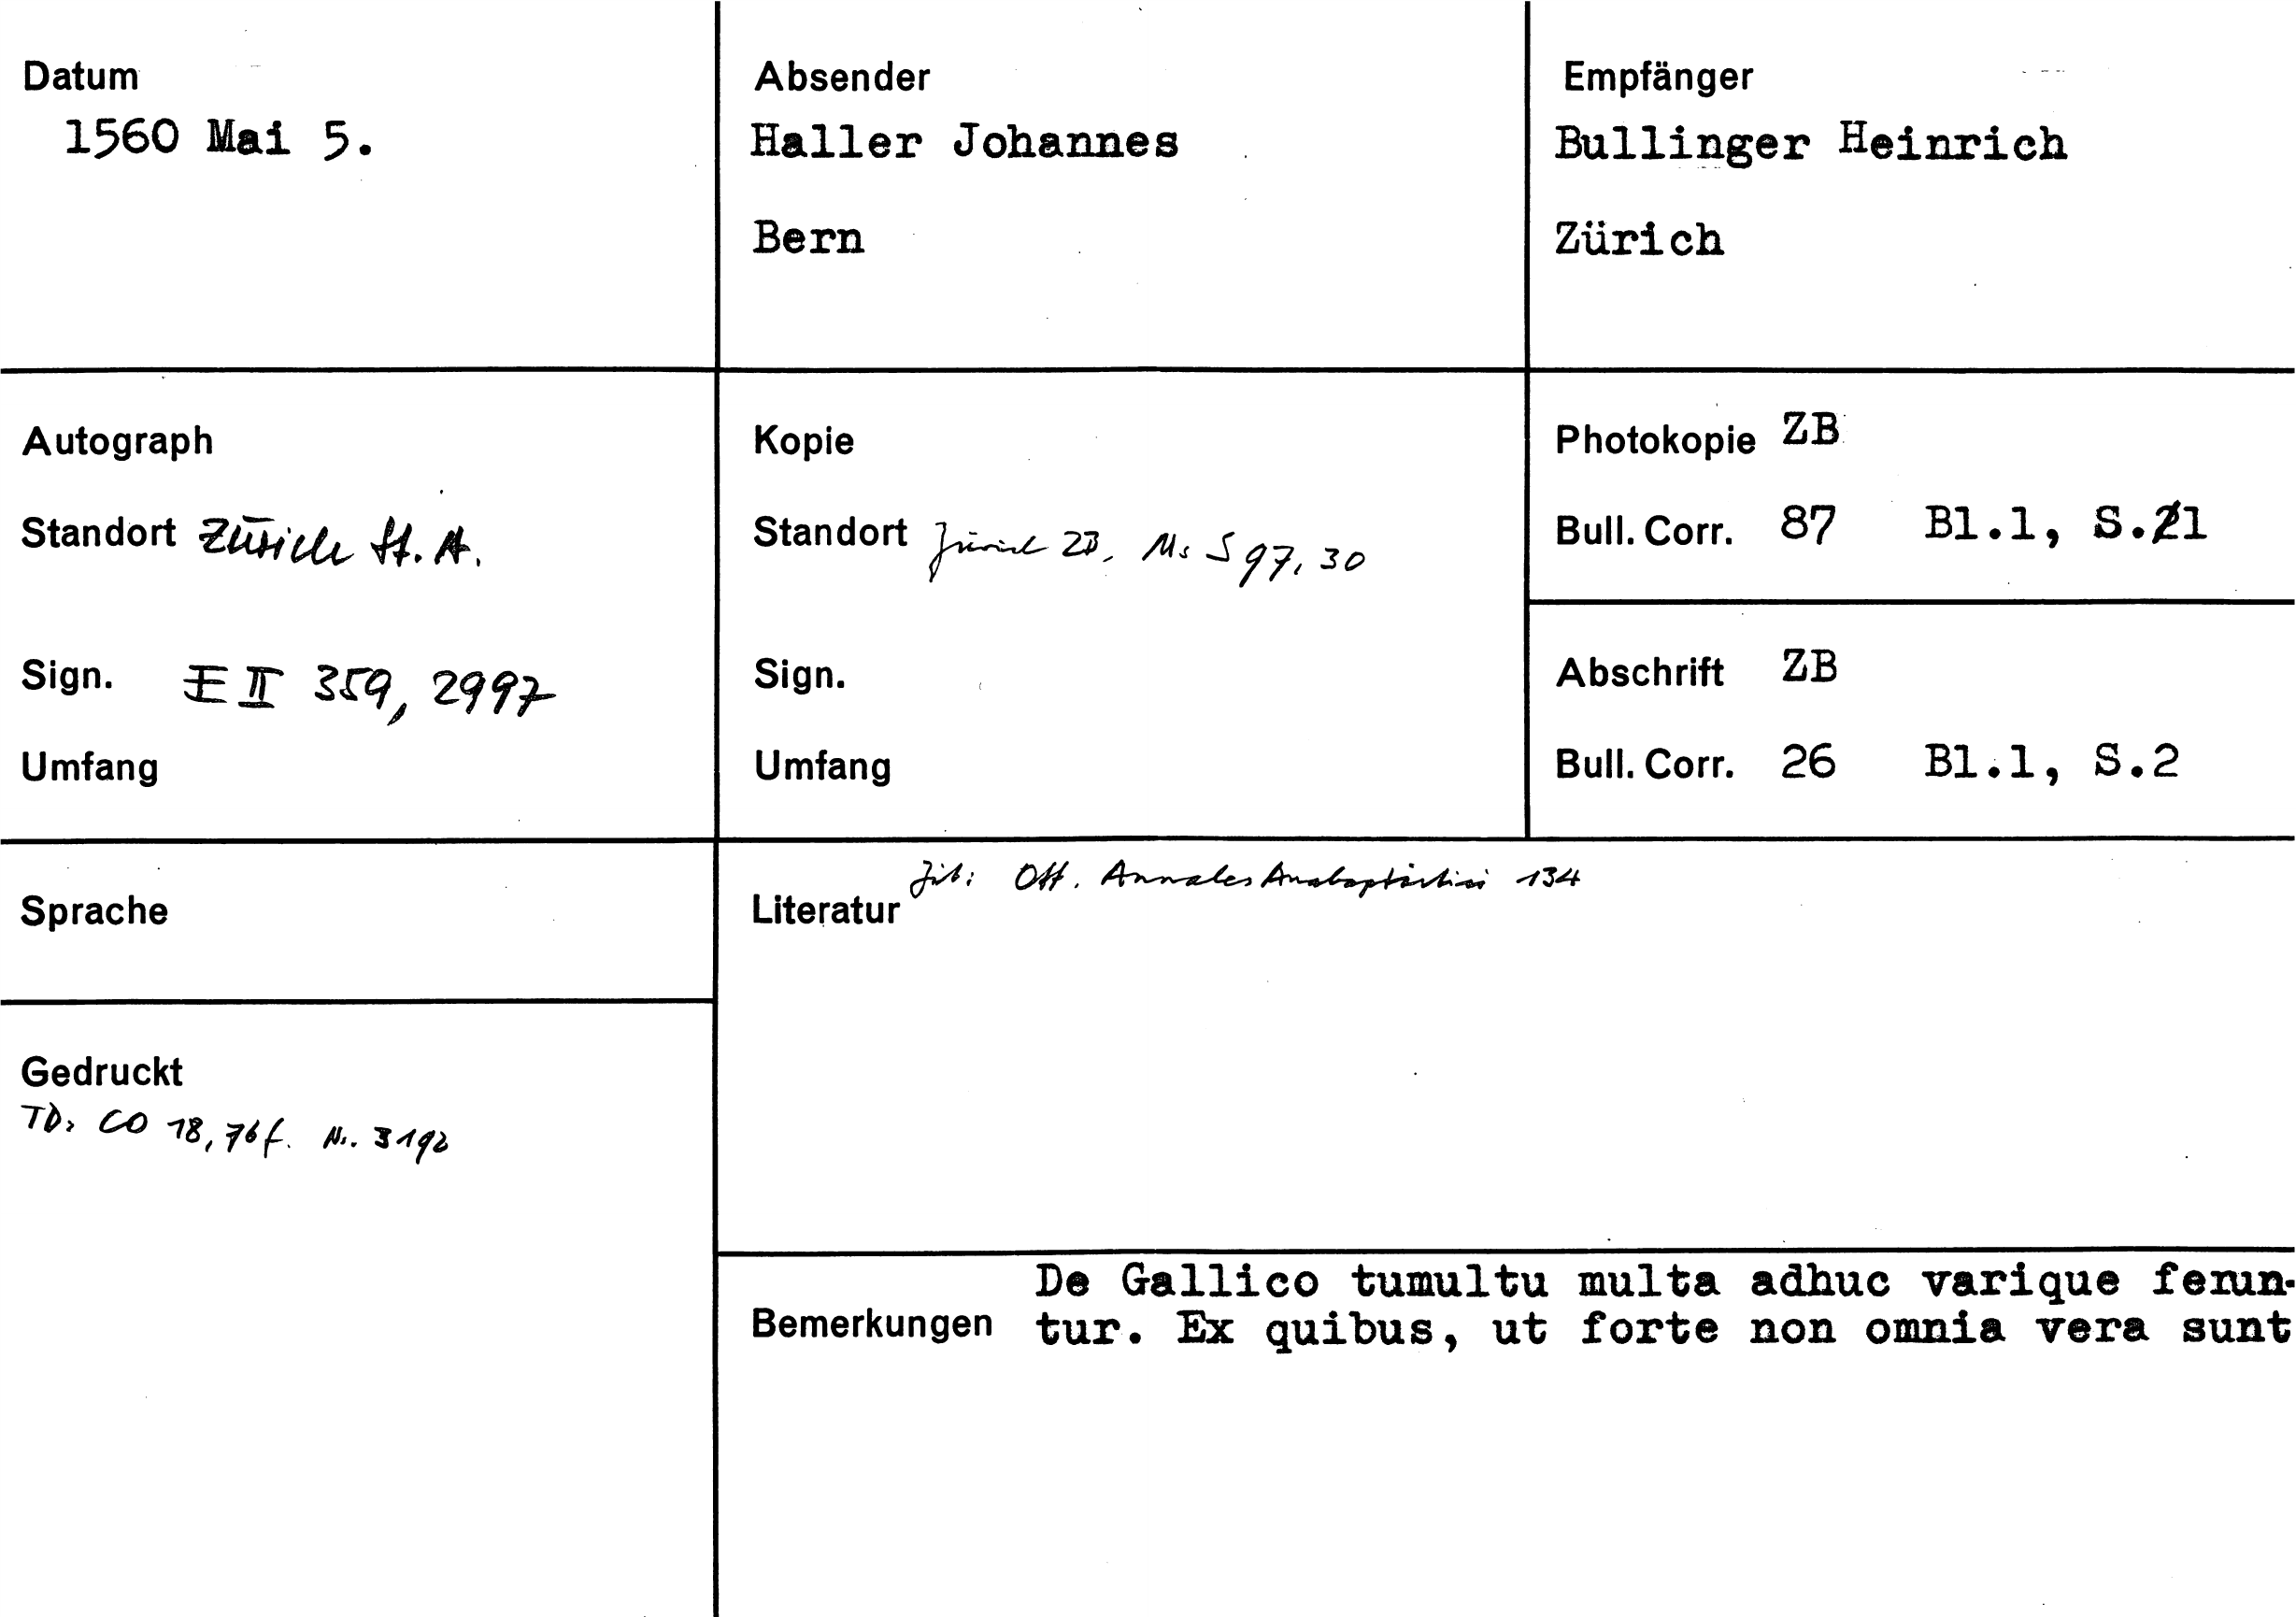 Datum
1560 Mai 5.
Absender
Haller Johannes
Bern
Empfänger
Bullinger Heinrich
Zürich
Autograph
Standort Zürich St. A.
Sign. E II 359, 2997
Umfang
Kopie
Standort Zürich ZB, Ms S 97, 30
Sign.
Umfang
Photokopie ZB
Bull. Corr. 87 Bl.1, S.21
Abschrift ZB
Bull. Corr. 26 Bl.1, S.2
Sprache
Gedruckt
TD: CO 18, 76f. Nr. 3192
Literatur Zit: Ott. Annales Anabaptistici 134
Bemerkungen De Gallico tumultu multa adhuc varique ferun-
tur. Ex quibus, ut forte non omnia vera sunt